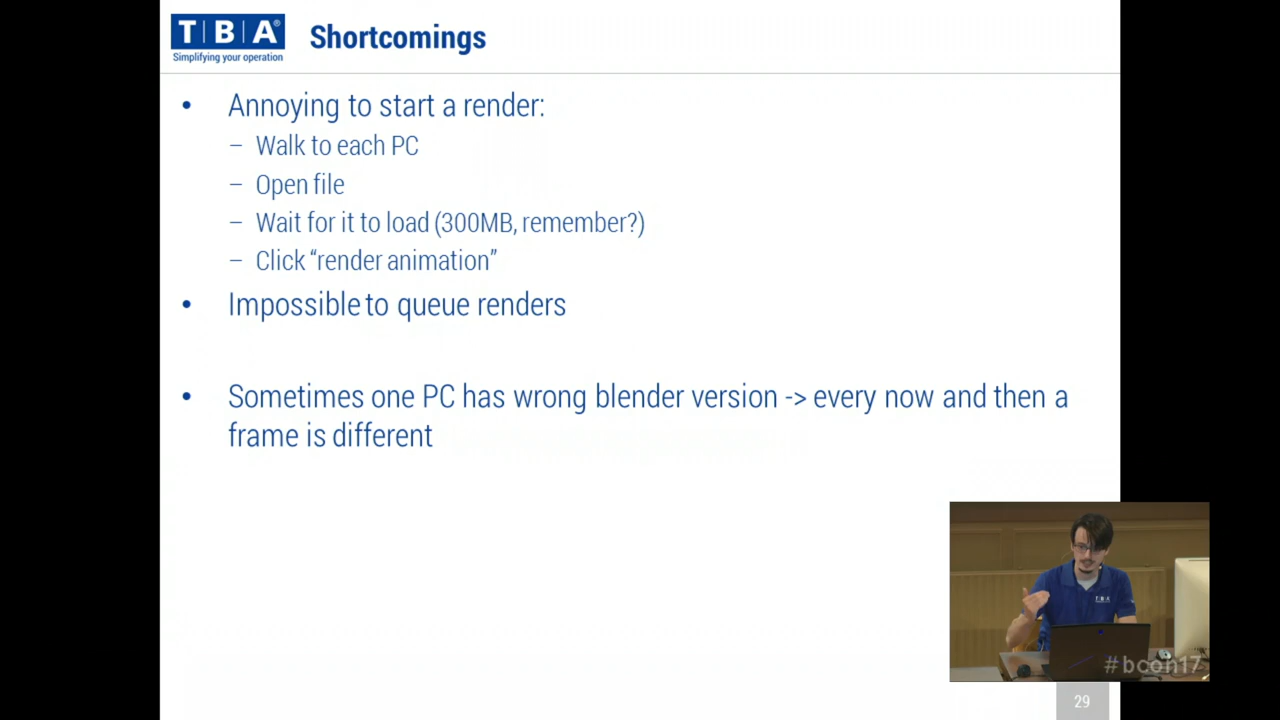 TBA®
Simplifying your operation
Shortcomings
• Annoying to start a render:
– Walk to each PC
– Open file
– Wait for it to load (300MB, remember?)
– Click “render animation”
• Impossible to queue renders
• Sometimes one PC has wrong blender version -> every now and then a
frame is different
TBA
#bcon17
29